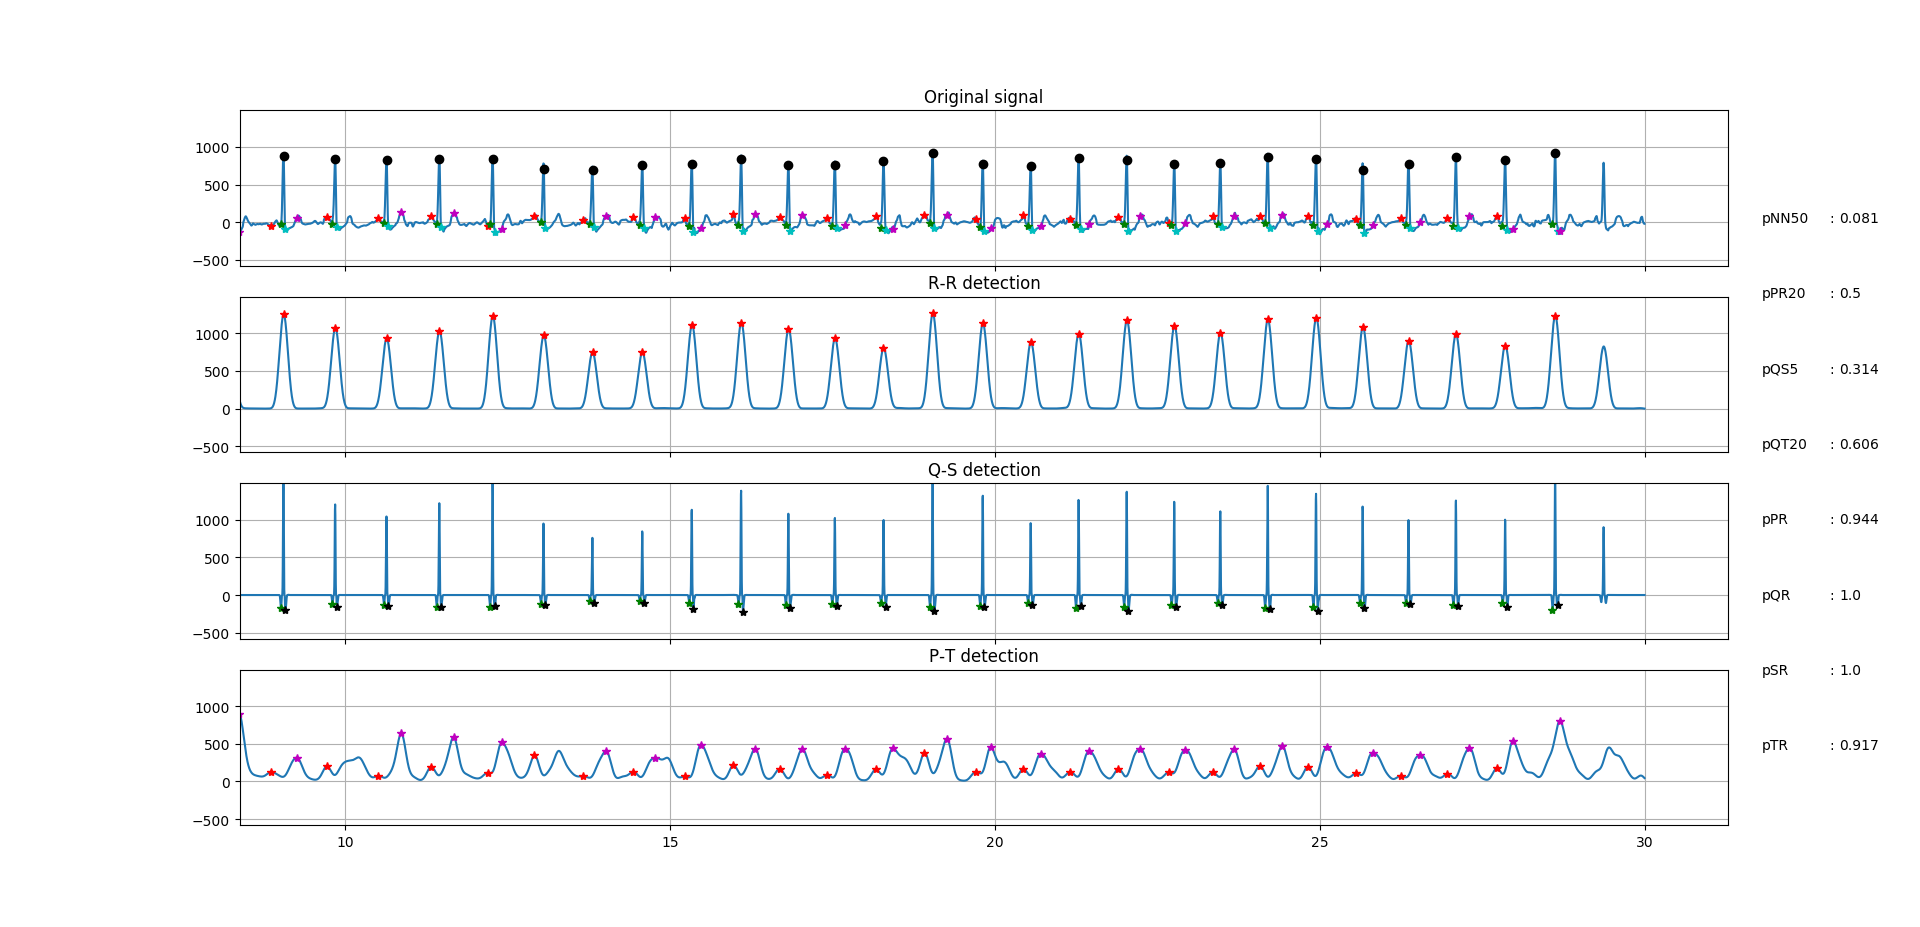 Original signal
1000
500
0
−500
R-R detection
1000
500
0
−500
Q-S detection
1000
500
0
−500
P-T detection
1000
500
0
−500
10 15 20 25 30
pNN50 : 0.081
pPR20 : 0.5
pQS5 : 0.314
pQT20 : 0.606
pPR : 0.944
pQR : 1.0
pSR : 1.0
pTR : 0.917